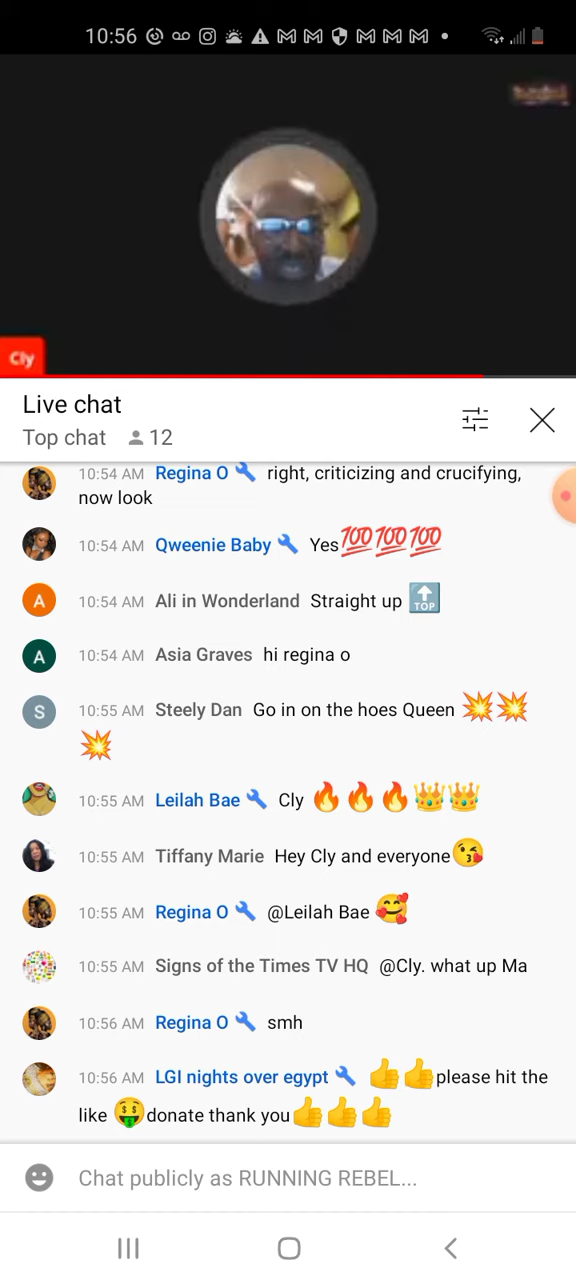 10:56
Cly
Live chat
Top chat 12
10:54 AM Regina O right, criticizing and crucifying,
now look
10:54 AM Qweenie Baby Yes💯💯💯
A 10:54 AM Ali in Wonderland Straight up 🔝
A 10:54 AM Asia Graves hi regina o
S 10:55 AM Steely Dan Go in on the hoes Queen 💥💥
💥
10:55 AM Leilah Bae Cly 🔥🔥🔥👑👑
10:55 AM Tiffany Marie Hey Cly and everyone😘
10:55 AM Regina O @Leilah Bae 🥰
10:55 AM Signs of the Times TV HQ @Cly. what up Ma
10:56 AM Regina O smh
10:56 AM LGI nights over egypt 👍👍please hit the
like 🤑donate thank you👍👍👍
Chat publicly as RUNNING REBEL...